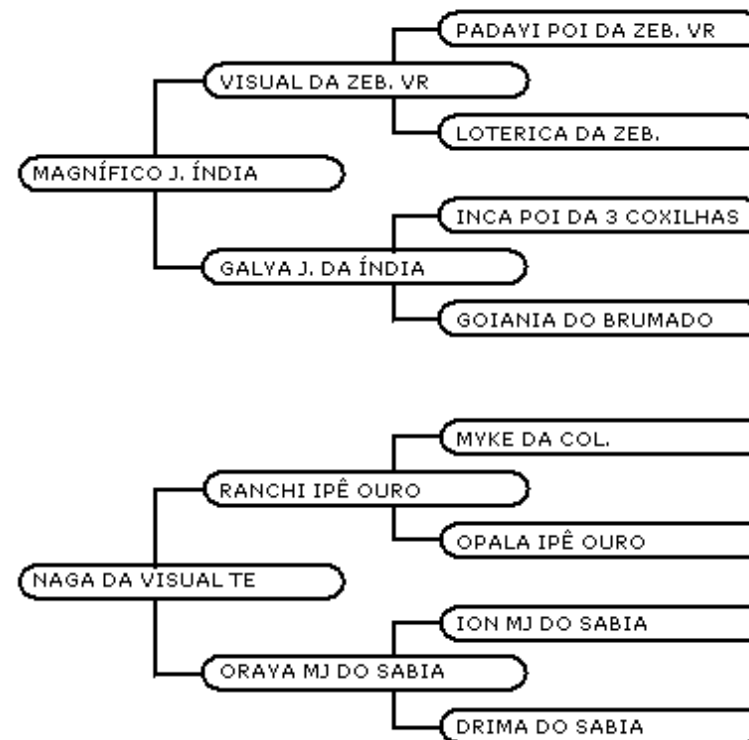 PADAYI POI DA ZEB. VR
VISUAL DA ZEB. VR
LOTERICA DA ZEB.
MAGNÍFICO J. ÍNDIA
INCA POI DA 3 COXILHAS
GALYA J. DA ÍNDIA
GOIANIA DO BRUMADO
MYKE DA COL.
RANCHI IPÊ OURO
OPALA IPÊ OURO
NAGA DA VISUAL TE
ION MJ DO SABIA
ORAYA MJ DO SABIA
DRIMA DO SABIA